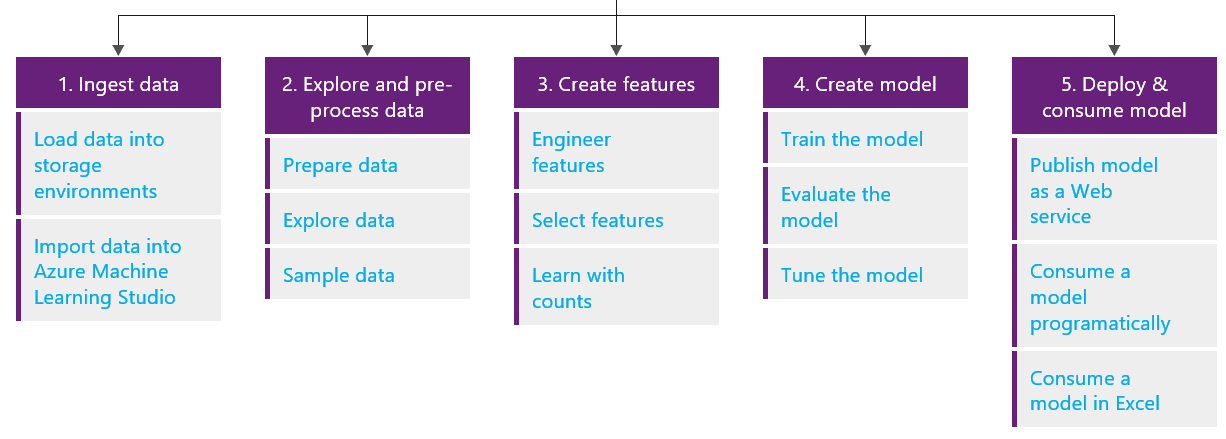 1. Ingest data
Load data into
storage
environments
Import data into
Azure Machine
Learning Studio
2. Explore and pre-
process data
Prepare data
Explore data
Sample data
3. Create features
Engineer
features
Select features
Learn with
counts
4. Create model
Train the model
Evaluate the
model
Tune the model
5. Deploy &
consume model
Publish model
as a Web
service
Consume a
model
programatically
Consume a
model in Excel